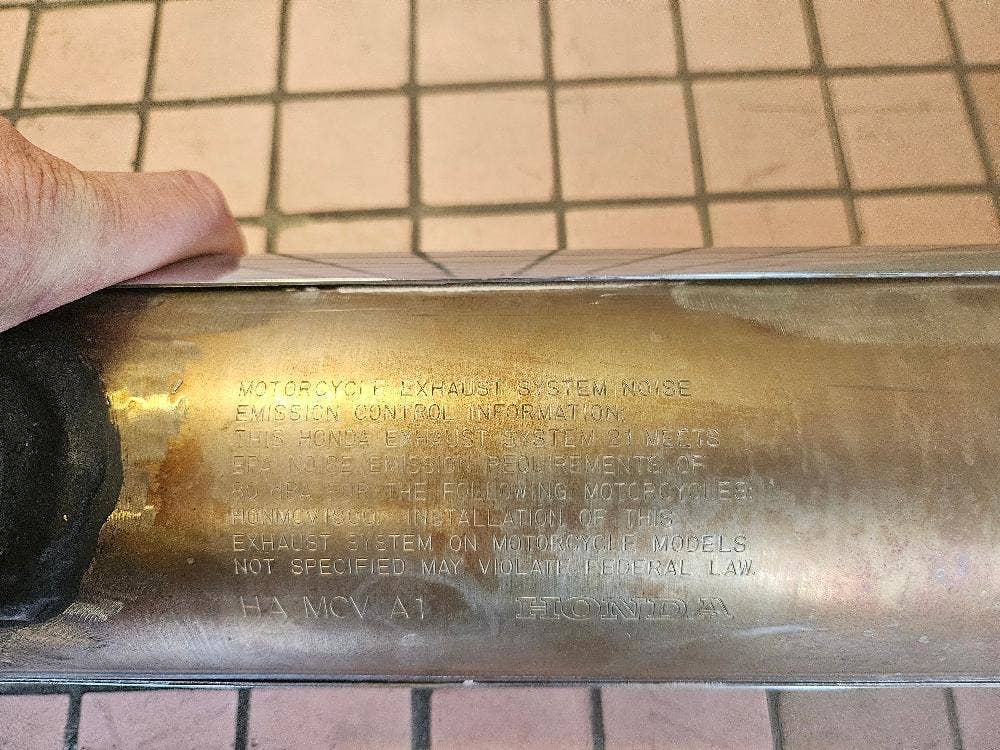 MOTORCYCLE EXHAUST SYSTEM NOISE
EMISSION CONTROL INFORMATION.
THIS HONDA EXHAUST SYSTEM 21 MEETS
EPA NOISE EMISSION REQUIREMENTS OF
80 FOR THE FOLLOWING MOTORCYCLES:
INSTALLATION OF THIS
EXHAUST SYSTEM ON MOTORCYCLE MODELS
NOT SPECIFIED MAY VIOLATE FEDERAL LAW.
HA MCV A1 HONDA